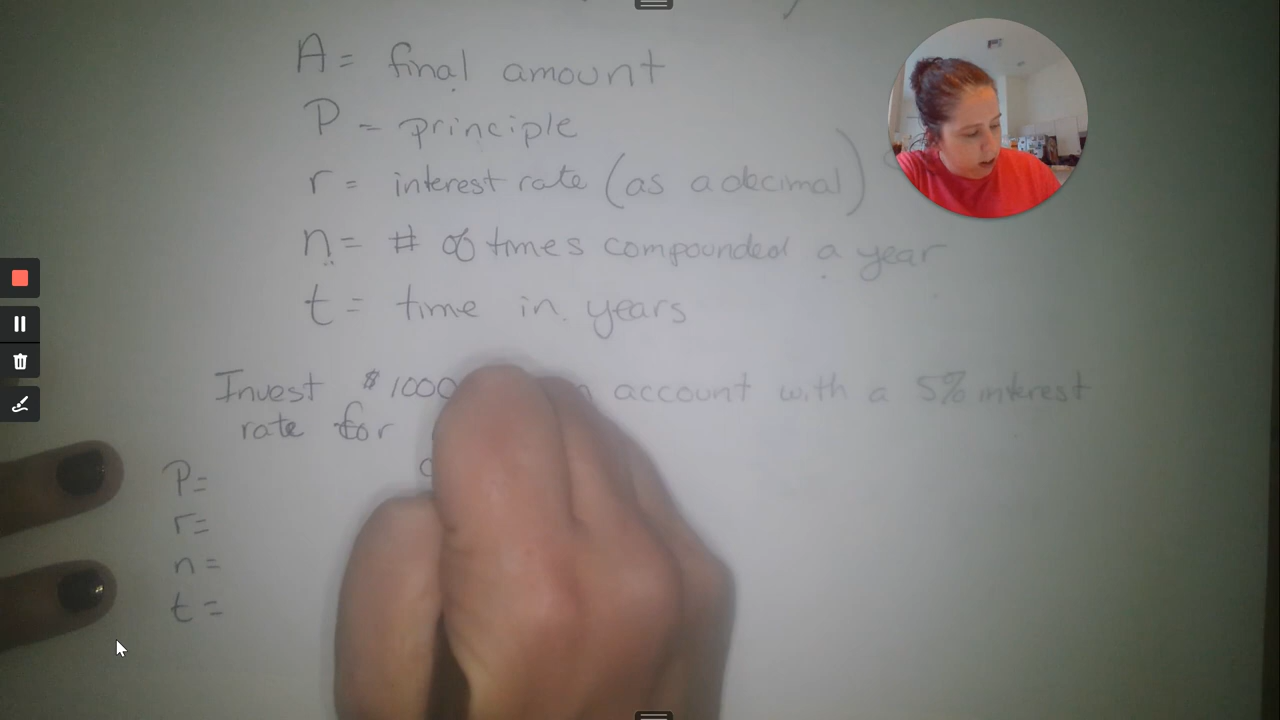 A = final amount
P = principle
r = interest rate (as a decimal)
n = # of times compounded a year
t = time in years
Invest $1000 account with a 5% interest
rate for
P=
r=
n=
t=